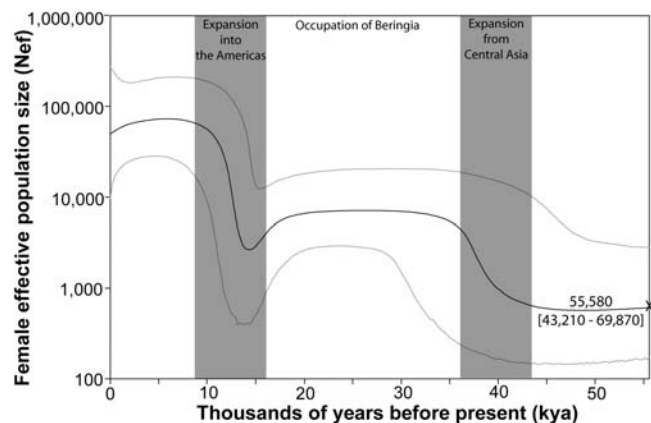 Expansion
into
the Americas
Occupation of Beringia
Expansion
from
Central Asia
Female effective population size (Nef)
1,000,000
100,000
10,000
1,000
100
55,580
[43,210 - 69,870]
x
0
10
20
30
40
50
Thousands of years before present (kya)